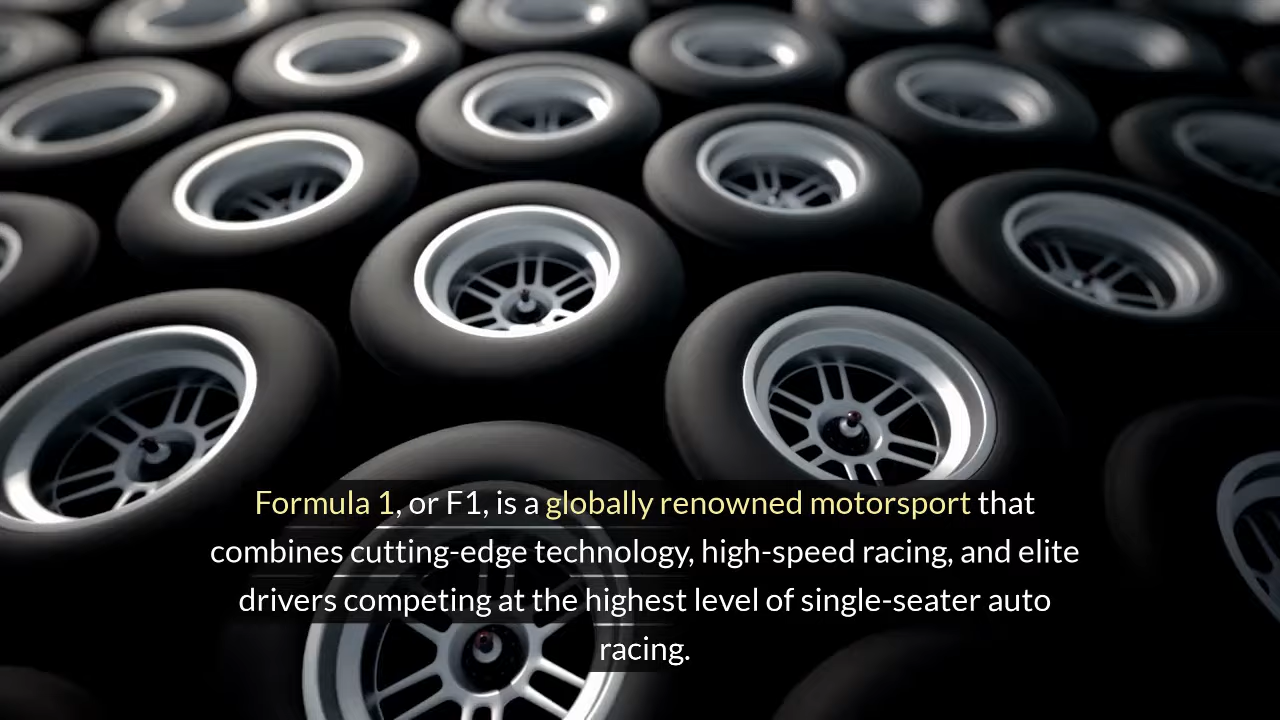 Formula 1, or F1, is a globally renowned motorsport that
combines cutting-edge technology, high-speed racing, and elite
drivers competing at the highest level of single-seater auto
racing.